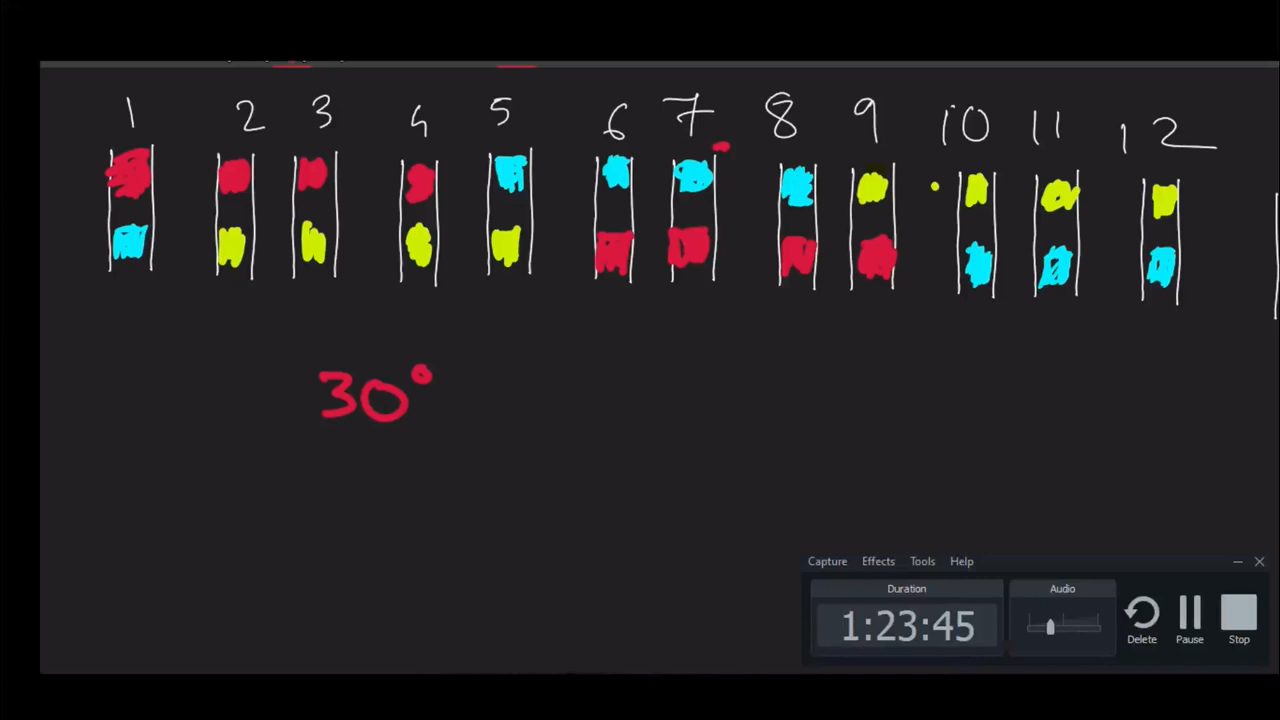 1 2 3 4 5 6 7 8 9 10 11 12
30°
Capture Effects Tools Help
Duration Audio
1:23:45
Delete Pause Stop